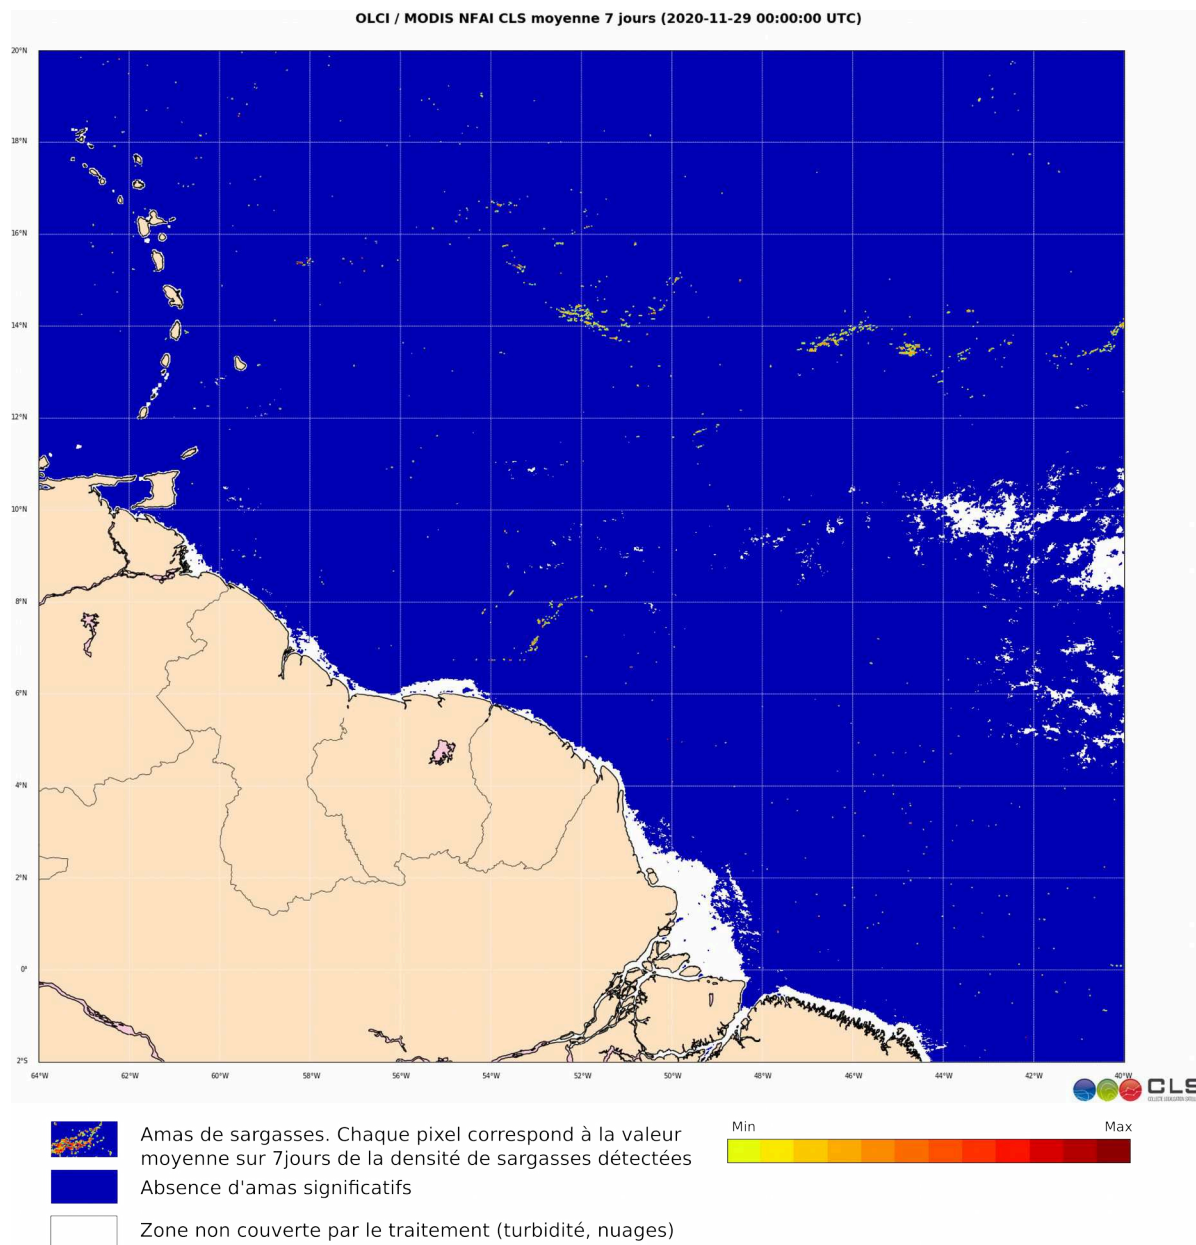 OLCI / MODIS NFAI CLS moyenne 7 jours (2020-11-29 00:00:00 UTC)
20°N
18°N
16°N
14°N
12°N
10°N
8°N
6°N
4°N
2°N
0°
2°S
64°W 62°W 60°W 58°W 56°W 54°W 52°W 50°W 48°W 46°W 44°W 42°W 40°W
CLS
Amas de sargasses. Chaque pixel correspond à la valeur
moyenne sur 7jours de la densité de sargasses détectées
Min Max
Absence d'amas significatifs
Zone non couverte par le traitement (turbidité, nuages)